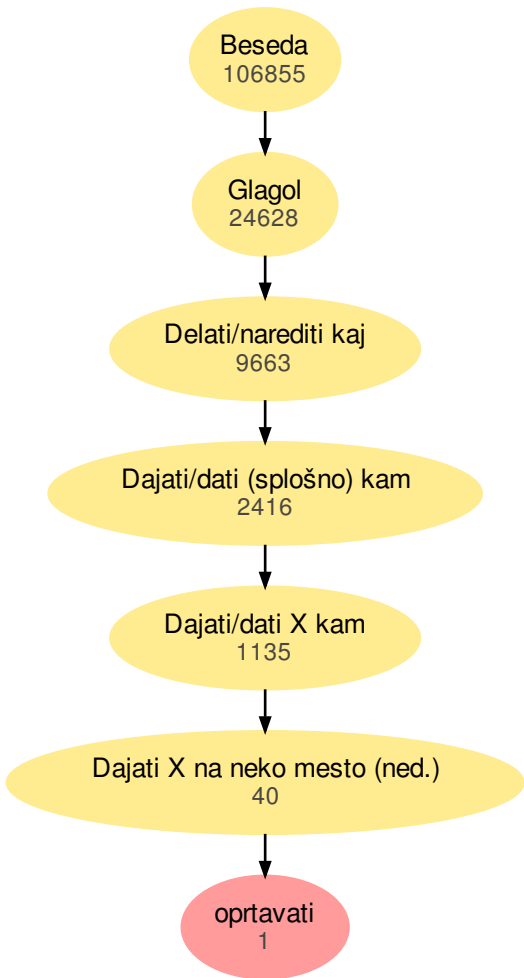 Beseda
106855
Glagol
24628
Delati/narediti kaj
9663
Dajati/dati (splošno) kam
2416
Dajati/dati X kam
1135
Dajati X na neko mesto (ned.)
40
oprtavati
1